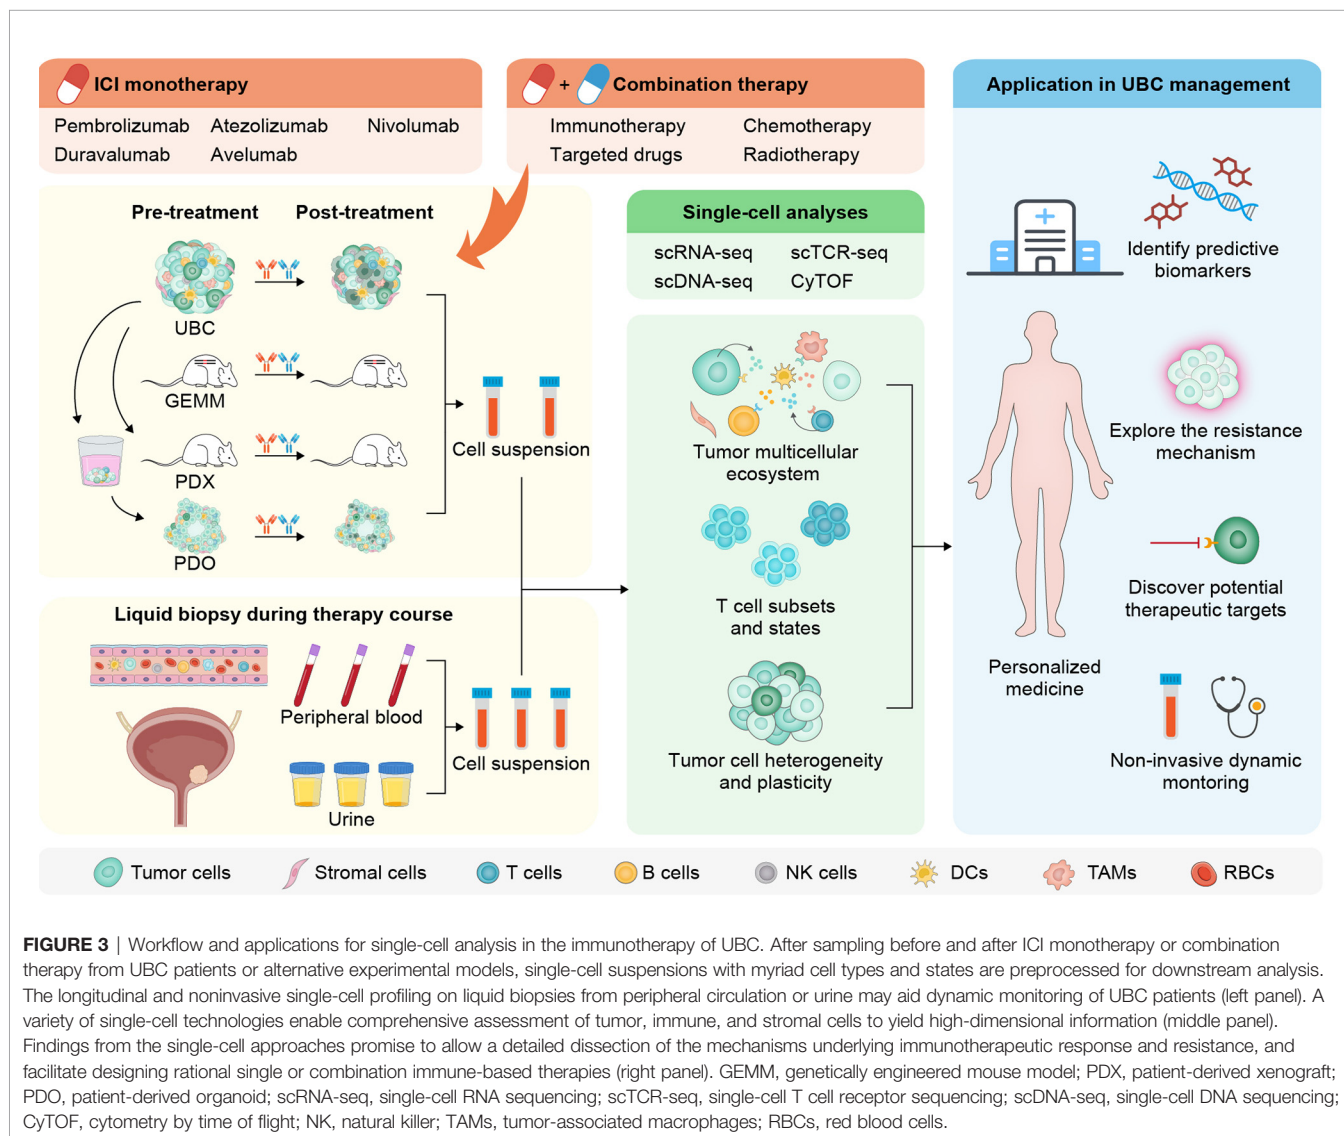 ICI monotherapy
Pembrolizumab Atezolizumab Nivolumab
Duravalumab Avelumab
+ Combination therapy
Immunotherapy Chemotherapy
Targeted drugs Radiotherapy
Pre-treatment Post-treatment
UBC
GEMM
PDX
PDO
Cell suspension
Liquid biopsy during therapy course
Peripheral blood
Urine
Cell suspension
Single-cell analyses
scRNA-seq scTCR-seq
scDNA-seq CyTOF
Tumor multicellular
ecosystem
T cell subsets
and states
Tumor cell heterogeneity
and plasticity
Application in UBC management
Identify predictive
biomarkers
Explore the resistance
mechanism
Discover potential
therapeutic targets
Personalized
medicine
Non-invasive dynamic
montoring
Tumor cells Stromal cells T cells B cells NK cells DCs TAMs RBCs
FIGURE 3 | Workflow and applications for single-cell analysis in the immunotherapy of UBC. After sampling before and after ICI monotherapy or combination
therapy from UBC patients or alternative experimental models, single-cell suspensions with myriad cell types and states are preprocessed for downstream analysis.
The longitudinal and noninvasive single-cell profiling on liquid biopsies from peripheral circulation or urine may aid dynamic monitoring of UBC patients (left panel). A
variety of single-cell technologies enable comprehensive assessment of tumor, immune, and stromal cells to yield high-dimensional information (middle panel).
Findings from the single-cell approaches promise to allow a detailed dissection of the mechanisms underlying immunotherapeutic response and resistance, and
facilitate designing rational single or combination immune-based therapies (right panel). GEMM, genetically engineered mouse model; PDX, patient-derived xenograft;
PDO, patient-derived organoid; scRNA-seq, single-cell RNA sequencing; scTCR-seq, single-cell T cell receptor sequencing; scDNA-seq, single-cell DNA sequencing;
CyTOF, cytometry by time of flight; NK, natural killer; TAMs, tumor-associated macrophages; RBCs, red blood cells.